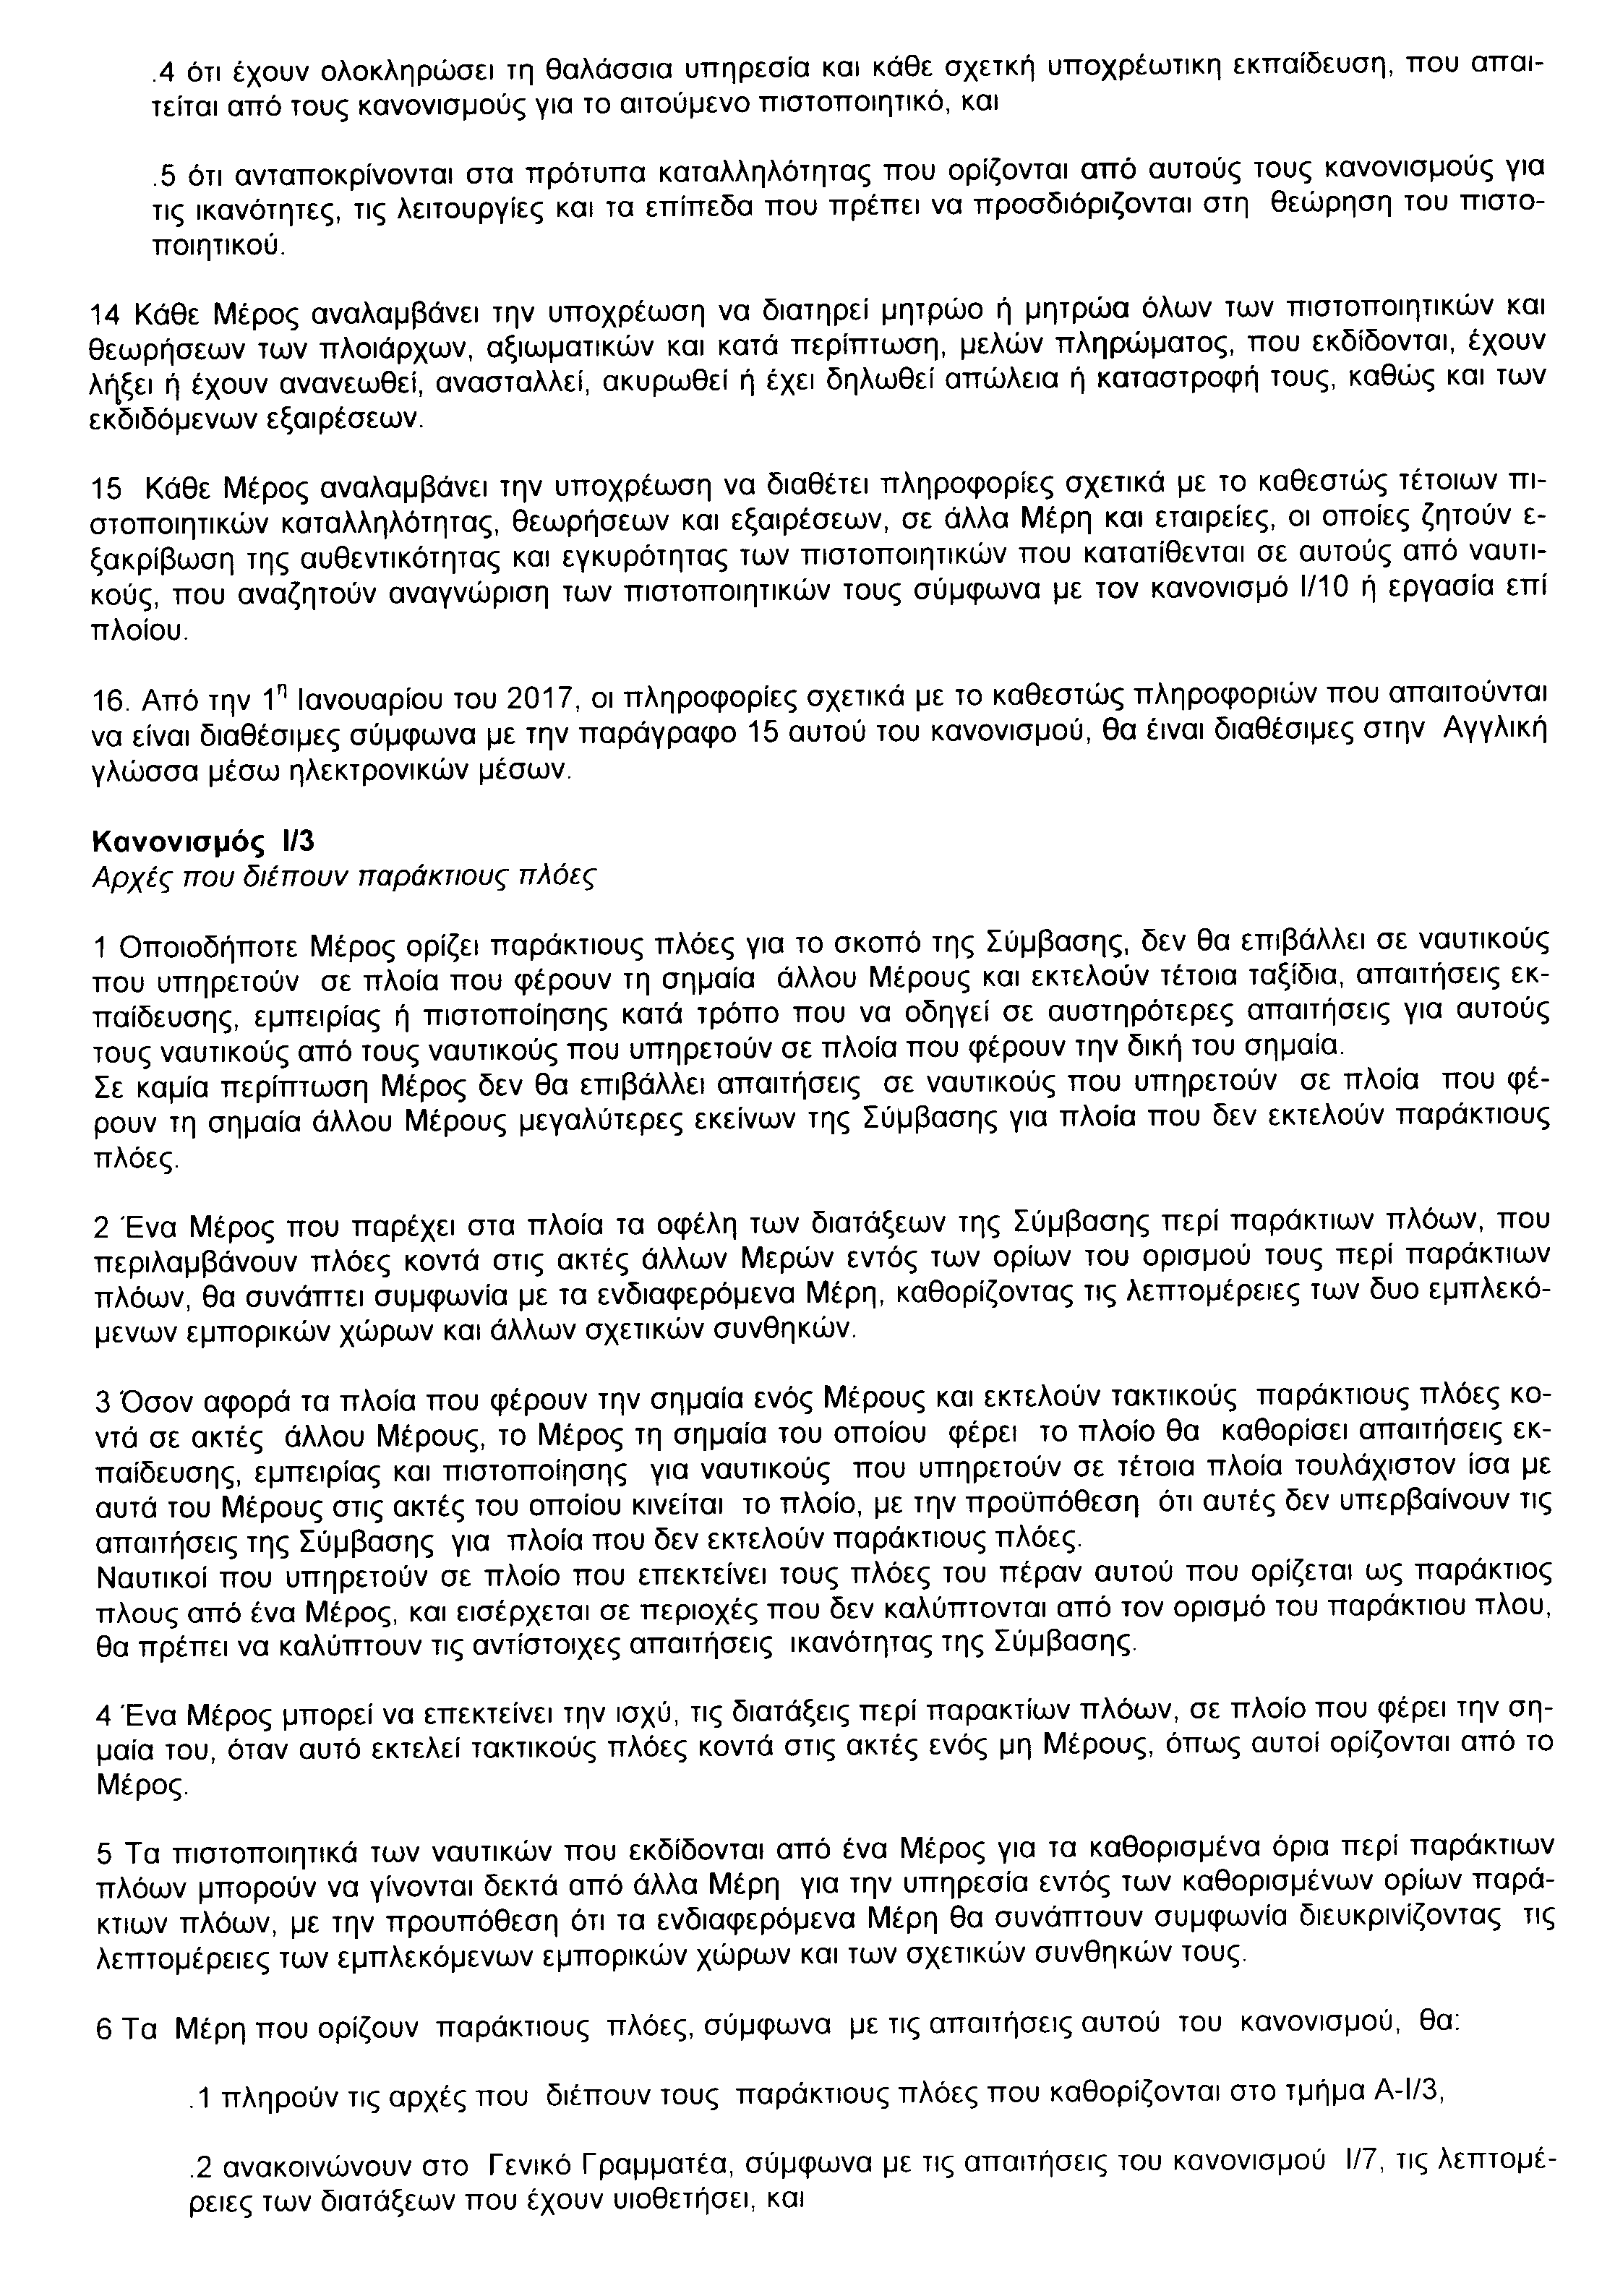 .4 ότι έχουν ολοκληρώσει τη θαλάσσια υπηρεσία και κάθε σχετκή υποχρέωτικη εκπαίδευση, που απαι-
τείται από τους κανονισμούς για το αιτούμενο πιστοποιητικό, και
.5 ότι ανταποκρίνονται στα πρότυπα καταλληλότητας που ορίζονται από αυτούς τους κανονισμούς για
τις ικανότητες, τις λειτουργίες και τα επίπεδα που πρέπει να προσδιόριζονται στη θεώρηση του πιστο-
ποιητικού.
14 Κάθε Μέρος αναλαμβάνει την υποχρέωση να διατηρεί μητρώο ή μητρώα όλων των πιστοποιητικών και
θεωρήσεων των πλοιάρχων, αξιωματικών και κατά περίπτωση, μελών πληρώματος, που εκδίδονται, έχουν
λήξει ή έχουν ανανεωθεί, ανασταλλεί, ακυρωθεί ή έχει δηλωθεί απώλεια ή καταστροφή τους, καθώς και των
εκδιδόμενων εξαιρέσεων.
15 Κάθε Μέρος αναλαμβάνει την υποχρέωση να διαθέτει πληροφορίες σχετικά με το καθεστώς τέτοιων πι-
στοποιητικών καταλληλότητας, θεωρήσεων και εξαιρέσεων, σε άλλα Μέρη και εταιρείες, οι οποίες ζητούν ε-
ξακρίβωση της αυθεντικότητας και εγκυρότητας των πιστοποιητικών που κατατίθενται σε αυτούς από ναυτι-
κούς, που αναζητούν αναγνώριση των πιστοποιητικών τους σύμφωνα με τον κανονισμό Ι/10 ή εργασία επί
πλοίου.
16. Από την 1η Ιανουαρίου του 2017, οι πληροφορίες σχετικά με το καθεστώς πληροφοριών που απαιτούνται
να είναι διαθέσιμες σύμφωνα με την παράγραφο 15 αυτού του κανονισμού, θα έιναι διαθέσιμες στην Αγγλική
γλώσσα μέσω ηλεκτρονικών μέσων.
Κανονισμός Ι/3
Αρχές που διέπουν παράκτιους πλόες
1 Οποιοδήποτε Μέρος ορίζει παράκτιους πλόες για το σκοπό της Σύμβασης, δεν θα επιβάλλει σε ναυτικούς
που υπηρετούν σε πλοία που φέρουν τη σημαία άλλου Μέρους και εκτελούν τέτοια ταξίδια, απαιτήσεις εκ-
παίδευσης, εμπειρίας ή πιστοποίησης κατά τρόπο που να οδηγεί σε αυστηρότερες απαιτήσεις για αυτούς
τους ναυτικούς από τους ναυτικούς που υπηρετούν σε πλοία που φέρουν την δική του σημαία.
Σε καμία περίπτωση Μέρος δεν θα επιβάλλει απαιτήσεις σε ναυτικούς που υπηρετούν σε πλοία που φέ-
ρουν τη σημαία άλλου Μέρους μεγαλύτερες εκείνων της Σύμβασης για πλοία που δεν εκτελούν παράκτιους
πλόες.
2 Ένα Μέρος που παρέχει στα πλοία τα οφέλη των διατάξεων της Σύμβασης περί παράκτιων πλόων, που
περιλαμβάνουν πλόες κοντά στις ακτές άλλων Μερών εντός των ορίων του ορισμού τους περί παράκτιων
πλόων, θα συνάπτει συμφωνία με τα ενδιαφερόμενα Μέρη, καθορίζοντας τις λεπτομέρειες των δυο εμπλεκό-
μενων εμπορικών χώρων και άλλων σχετικών συνθηκών.
3 Όσον αφορά τα πλοία που φέρουν την σημαία ενός Μέρους και εκτελούν τακτικούς παράκτιους πλόες κο-
ντά σε ακτές άλλου Μέρους, το Μέρος τη σημαία του οποίου φέρει το πλοίο θα καθορίσει απαιτήσεις εκ-
παίδευσης, εμπειρίας και πιστοποίησης για ναυτικούς που υπηρετούν σε τέτοια πλοία τουλάχιστον ίσα με
αυτά του Μέρους στις ακτές του οποίου κινείται το πλοίο, με την προϋπόθεση ότι αυτές δεν υπερβαίνουν τις
απαιτήσεις της Σύμβασης για πλοία που δεν εκτελούν παράκτιους πλόες.
Ναυτικοί που υπηρετούν σε πλοίο που επεκτείνει τους πλόες του πέραν αυτού που ορίζεται ως παράκτιος
πλους από ένα Μέρος, και εισέρχεται σε περιοχές που δεν καλύπτονται από τον ορισμό του παράκτιου πλου,
θα πρέπει να καλύπτουν τις αντίστοιχες απαιτήσεις ικανότητας της Σύμβασης.
4 Ένα Μέρος μπορεί να επεκτείνει την ισχύ, τις διατάξεις περί παρακτίων πλόων, σε πλοίο που φέρει την ση-
μαία του, όταν αυτό εκτελεί τακτικούς πλόες κοντά στις ακτές ενός μη Μέρους, όπως αυτοί ορίζονται από το
Μέρος.
5 Τα πιστοποιητικά των ναυτικών που εκδίδονται από ένα Μέρος για τα καθορισμένα όρια περί παράκτιων
πλόων μπορούν να γίνονται δεκτά από άλλα Μέρη για την υπηρεσία εντός των καθορισμένων ορίων παρά-
κτιων πλόων, με την προυπόθεση ότι τα ενδιαφερόμενα Μέρη θα συνάπτουν συμφωνία διευκρινίζοντας τις
λεπτομέρειες των εμπλεκόμενων εμπορικών χώρων και των σχετικών συνθηκών τους.
6 Τα Μέρη που ορίζουν παράκτιους πλόες, σύμφωνα με τις απαιτήσεις αυτού του κανονισμού, θα:
.1 πληρούν τις αρχές που διέπουν τους παράκτιους πλόες που καθορίζονται στο τμήμα Α-Ι/3,
.2 ανακοινώνουν στο Γενικό Γραμματέα, σύμφωνα με τις απαιτήσεις του κανονισμού Ι/7, τις λεπτομέ-
ρειες των διατάξεων που έχουν υιοθετήσει, και